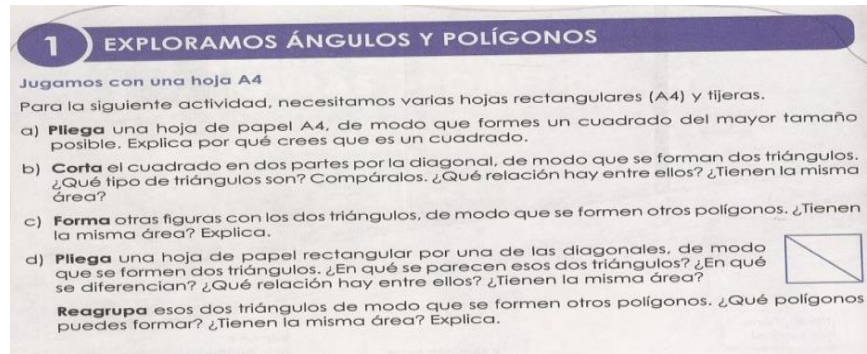 1 EXPLORAMOS ÁNGULOS Y POLÍGONOS
Jugamos con una hoja A4
Para la siguiente actividad, necesitamos varias hojas rectangulares (A4) y tijeras.
a) Pliega una hoja de papel A4, de modo que formes un cuadrado del mayor tamaño
posible. Explica por qué crees que es un cuadrado.
b) Corta el cuadrado en dos partes por la diagonal, de modo que se forman dos triángulos.
¿Qué tipo de triángulos son? Compáralos. ¿Qué relación hay entre ellos? ¿Tienen la misma
área?
c) Forma otras figuras con los dos triángulos, de modo que se formen otros polígonos. ¿Tienen
la misma área? Explica.
d) Pliega una hoja de papel rectangular por una de las diagonales, de modo
que se formen dos triángulos. ¿En qué se parecen esos dos triángulos? ¿En qué
se diferencian? ¿Qué relación hay entre ellos? ¿Tienen la misma área?
Reagrupa esos dos triángulos de modo que se formen otros polígonos. ¿Qué polígonos
puedes formar? ¿Tienen la misma área? Explica.